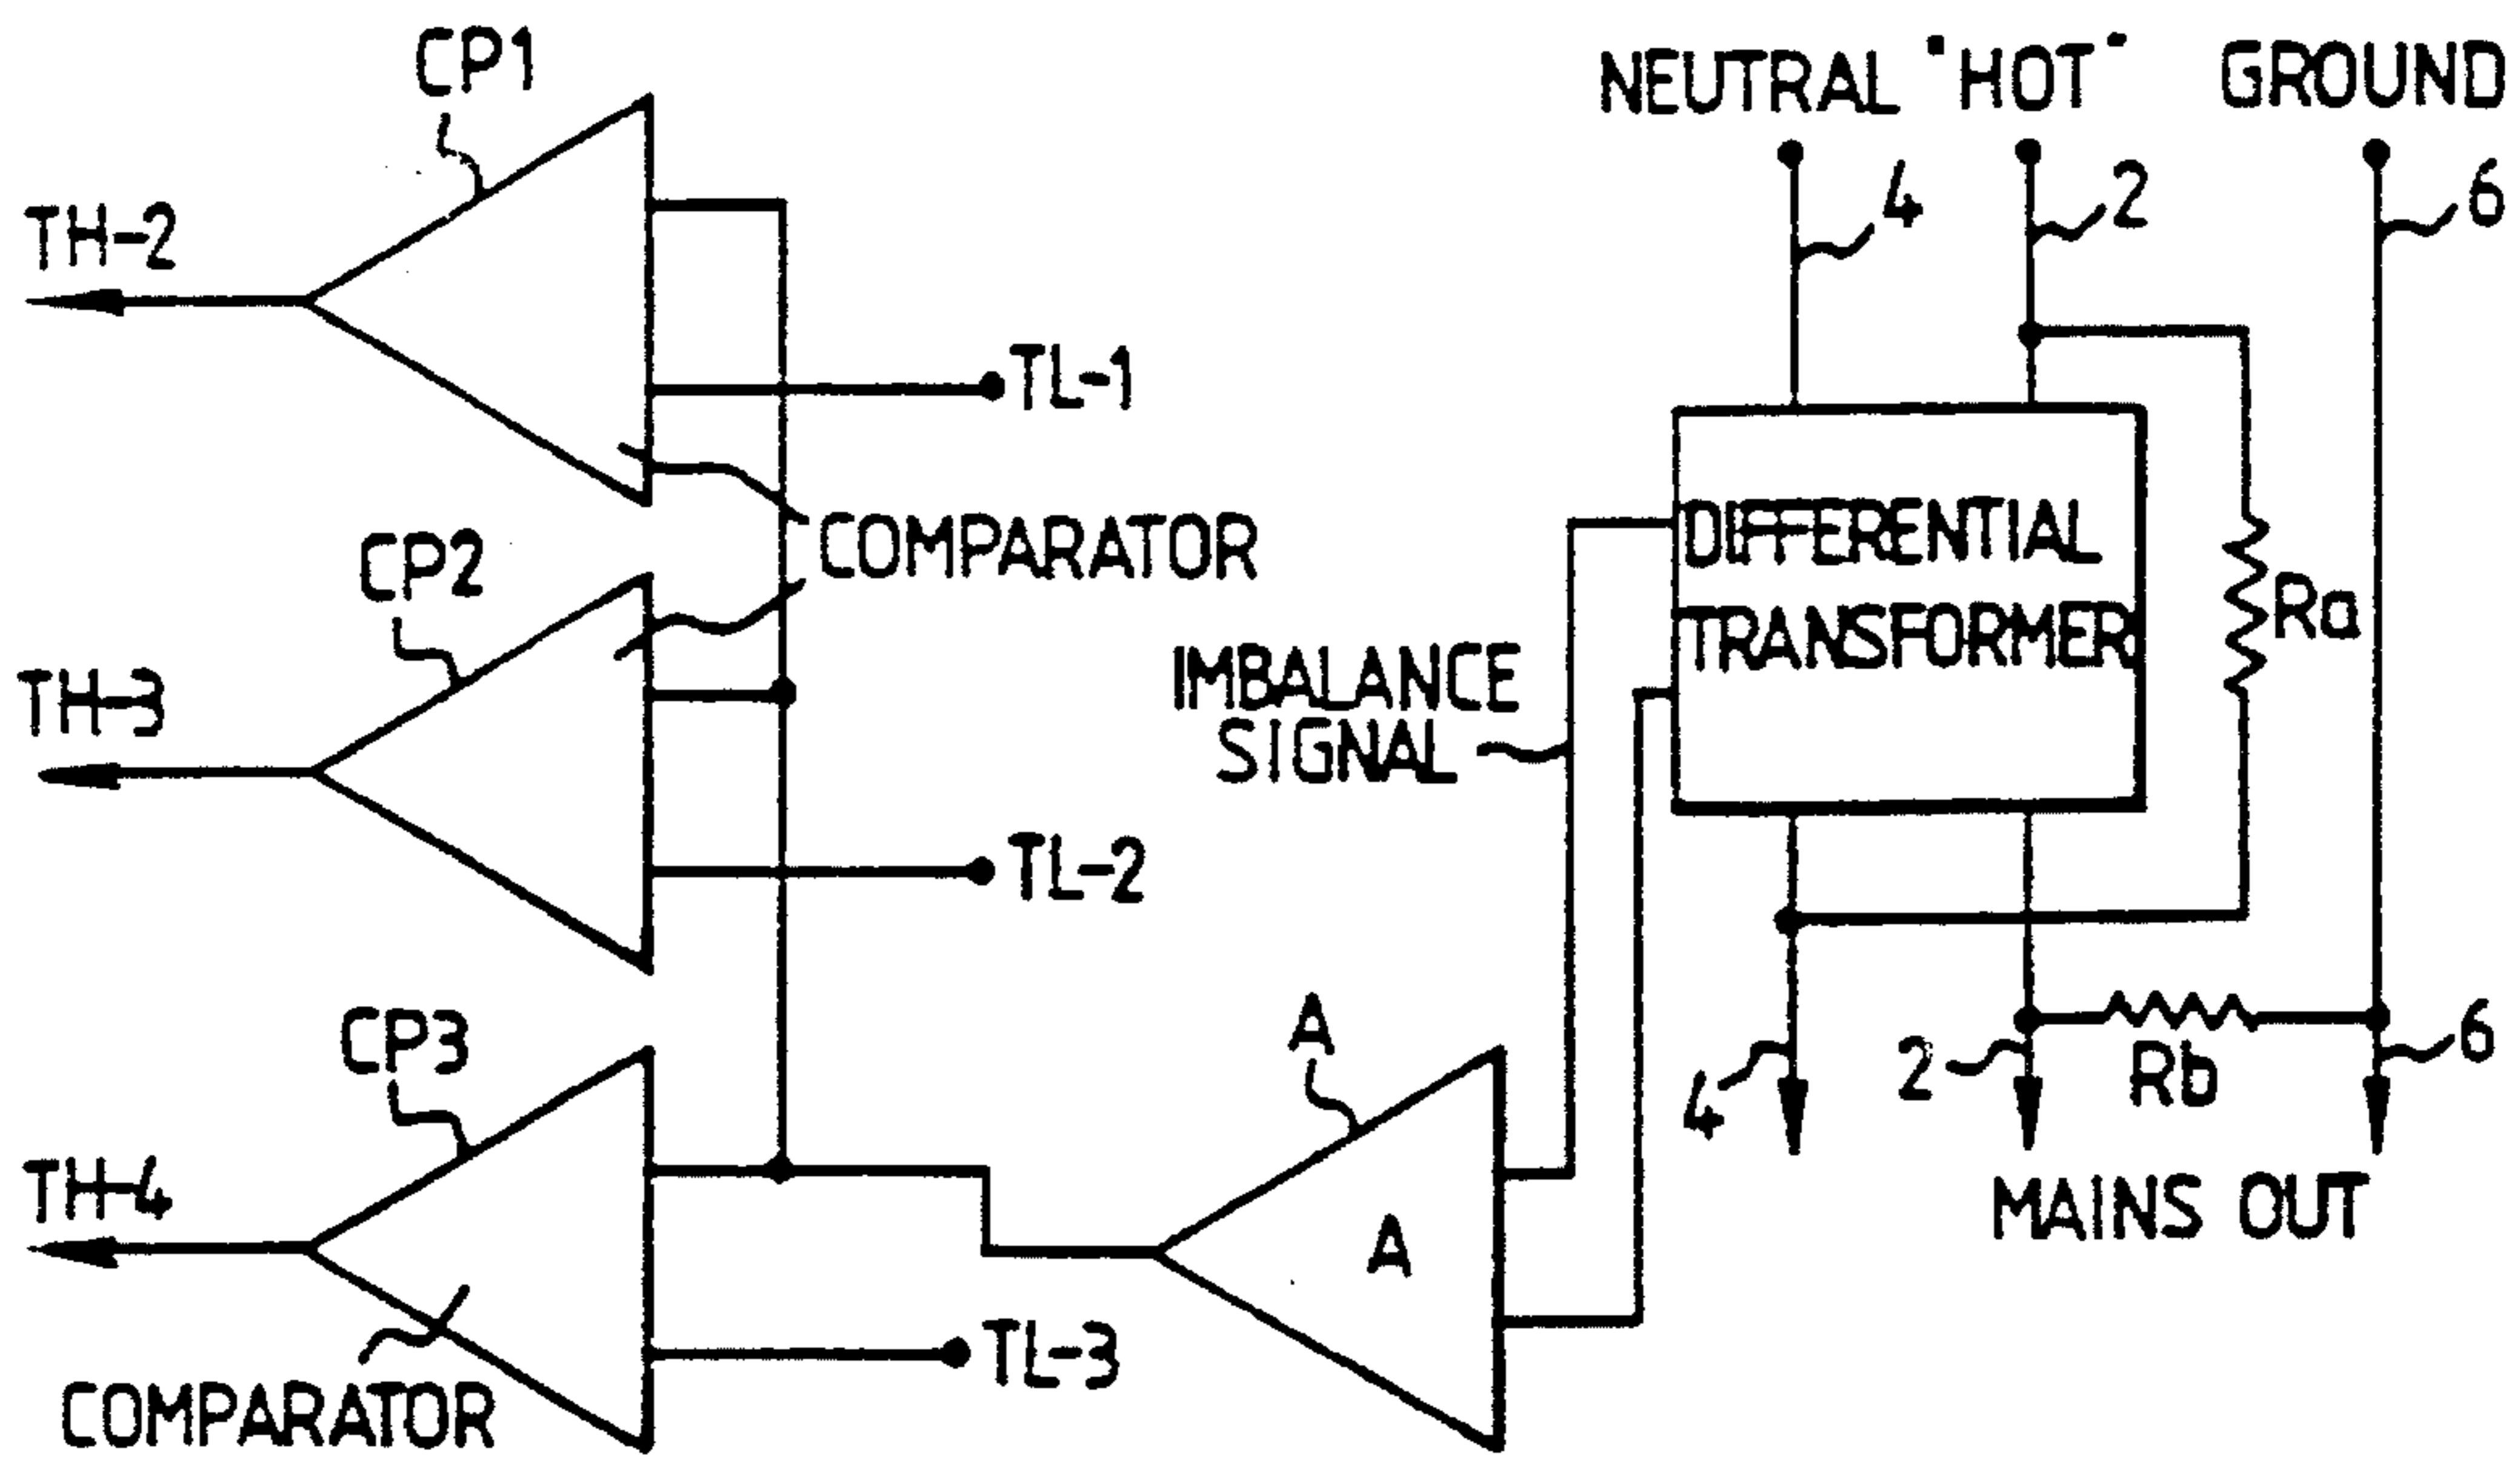 CP1
NEUTRAL "HOT" GROUND
4
2
6
TH-2
TL-1
COMPARATOR
CP2
DIFFERENTIAL
TRANSFORMER
Ra
IMBALANCE
SIGNAL
TH-3
TL-2
CP3
A
4
2
Rb
6
TH-4
A
MAINS OUT
TL-3
COMPARATOR